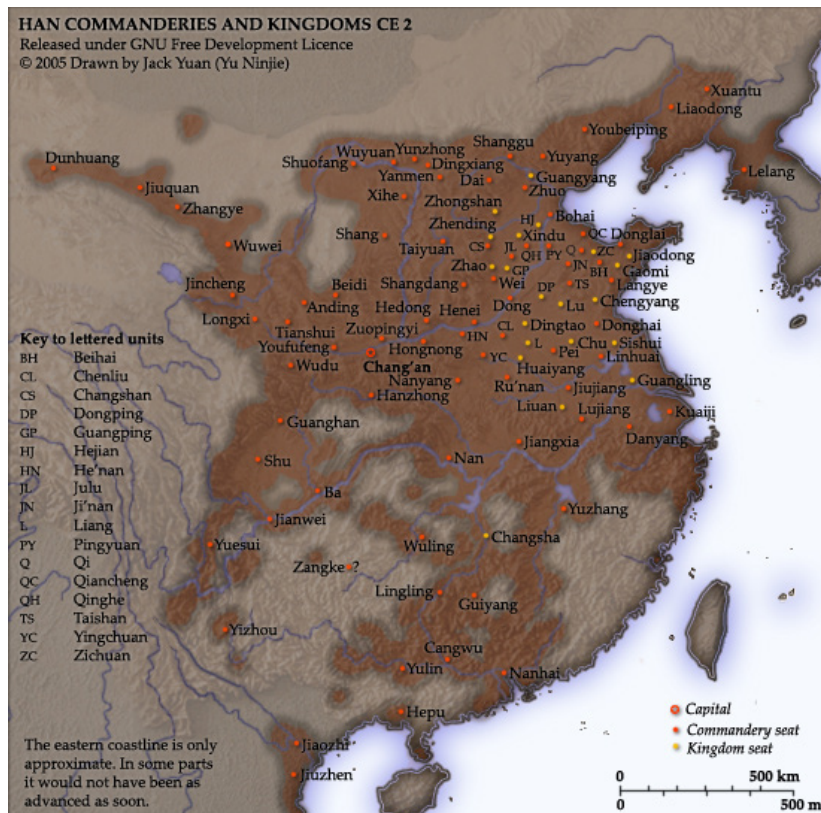 HAN COMMANDERIES AND KINGDOMS CE 2
Released under GNU Free Development Licence
© 2005 Drawn by Jack Yuan (Yu Ninjie)
Xuantu
Liaodong
Youbeiping
Shanggu
Yuyang
Wuyuan
Yunzhong
Dunhuang
Shuofang
Dingxiang
Lelang
Yanmen
Dai
Guangyang
Jiuquan
Zhuo
Xihe
Zhongshan
Zhangye
HJ
Bohai
Zhending
Xindu
Shang
QC
Donglai
Wuwei
Taiyuan
CS
JL
Q
ZC
QH
PY
Jiaodong
Zhao
GP
JN
BH
Gaomi
Jincheng
Beidi
Shangdang
Wei
DP
TS
Langye
Anding
Hedong
Henei
Dong
Lu
Chengyang
Longxi
Tianshui
Zuopingyi
CL
Dingtao
Donghai
Youfufeng
Hongnong
HN
L
Chu
Sishui
Chang'an
YC
Pei
Linhuai
Wudu
Huaiyang
Nanyang
Ru'nan
Jiujiang
Guangling
Hanzhong
Liuan
Lujiang
Kuaiji
Guanghan
Danyang
Jiangxia
Shu
Nan
Ba
Jianwei
Yuzhang
Yuesui
Wuling
Changsha
Zangke ?
Lingling
Guiyang
Yizhou
Cangwu
Yulin
Nanhai
Hepu
Jiaozhi
Jiuzhen
Key to lettered units
BH Beihai
CL Chenliu
CS Changshan
DP Dongping
GP Guangping
HJ Hejian
HN He'nan
JL Julu
JN Ji'nan
L Liang
PY Pingyuan
Q Qi
QC Qiancheng
QH Qinghe
TS Taishan
YC Yingchuan
ZC Zichuan
The eastern coastline is only
approximate. In some parts
it would not have been as
advanced as soon.
Capital
Commandery seat
Kingdom seat
0 500 km
0 500 m